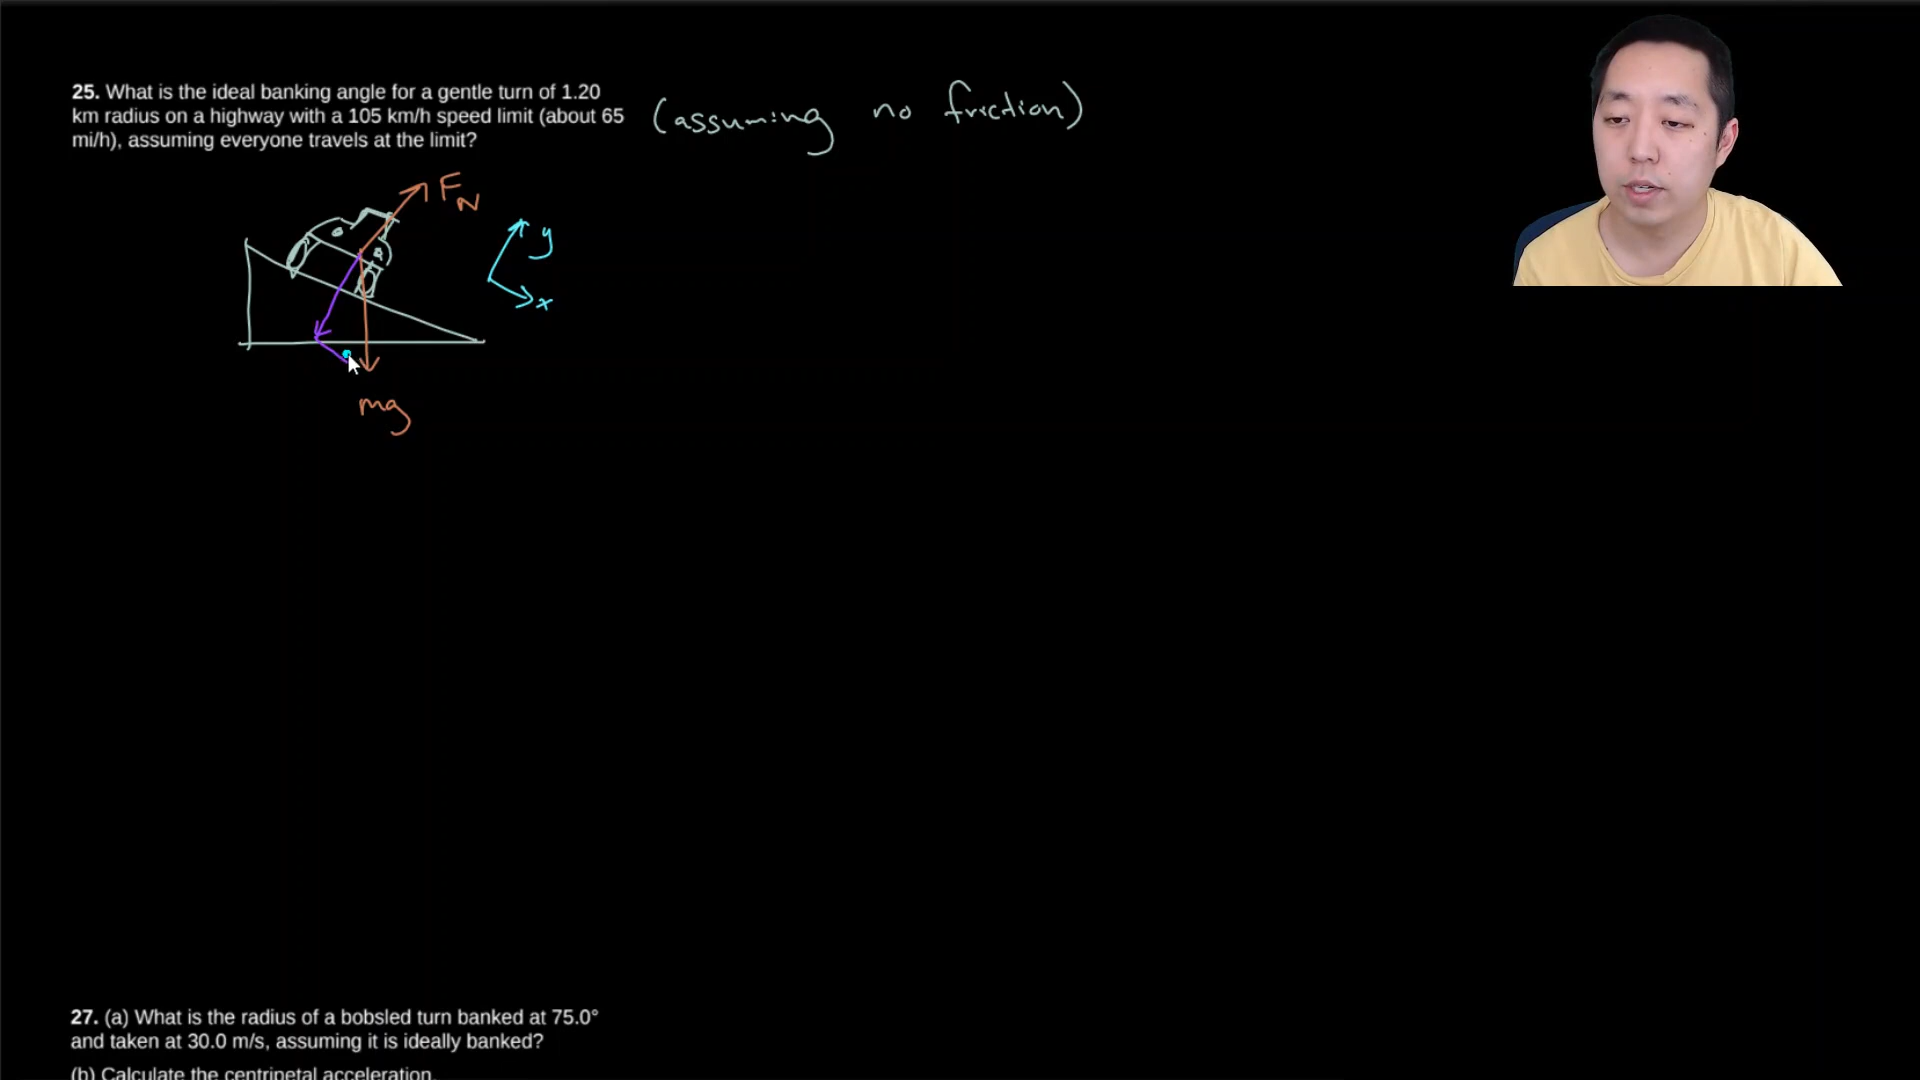 25. What is the ideal banking angle for a gentle turn of 1.20
km radius on a highway with a 105 km/h speed limit (about 65
mi/h), assuming everyone travels at the limit?
(assuming no friction)
FN
y
x
mg
27. (a) What is the radius of a bobsled turn banked at 75.0°
and taken at 30.0 m/s, assuming it is ideally banked?
(b) Calculate the centripetal acceleration.